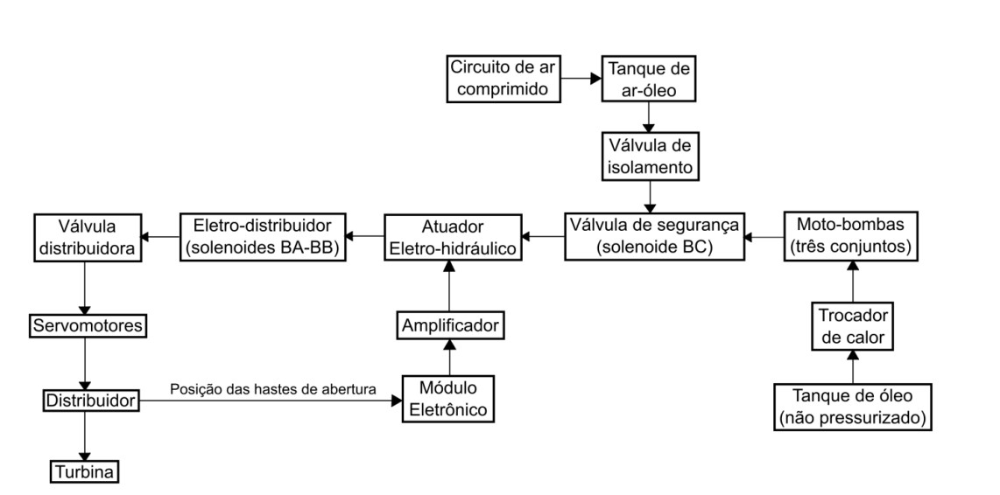 Circuito de ar
comprimido
Tanque de
ar-óleo
Válvula de
isolamento
Válvula
distribuidora
Eletro-distribuidor
(solenoides BA-BB)
Atuador
Eletro-hidráulico
Válvula de segurança
(solenoide BC)
Moto-bombas
(três conjuntos)
Servomotores
Amplificador
Trocador
de calor
Distribuidor
Posição das hastes de abertura
Módulo
Eletrônico
Tanque de óleo
(não pressurizado)
Turbina